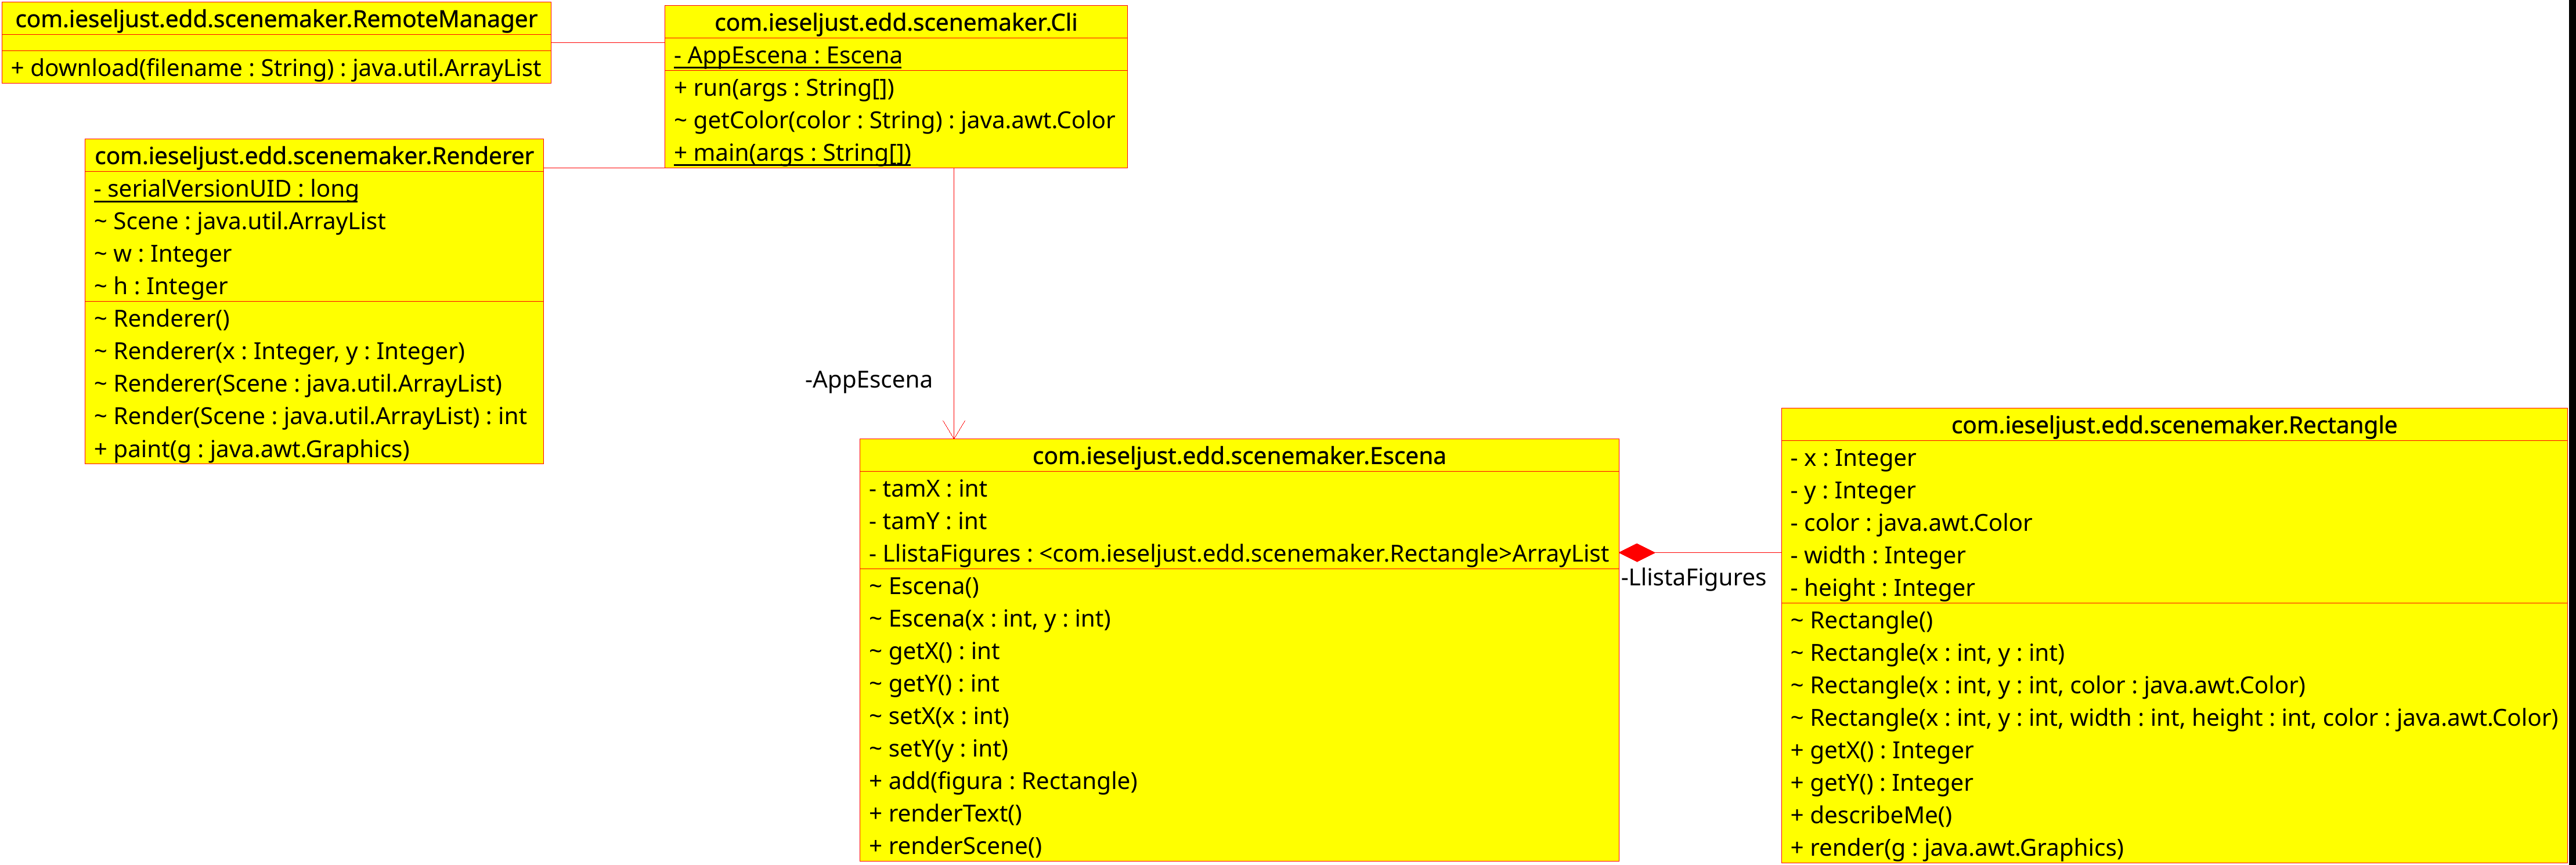 com.ieseljust.edd.scenemaker.RemoteManager
+ download(filename : String) : java.util.ArrayList
com.ieseljust.edd.scenemaker.Cli
- AppEscena : Escena
+ run(args : String[])
~ getColor(color : String) : java.awt.Color
+ main(args : String[])
com.ieseljust.edd.scenemaker.Renderer
- serialVersionUID : long
~ Scene : java.util.ArrayList
~ w : Integer
~ h : Integer
~ Renderer()
~ Renderer(x : Integer, y : Integer)
~ Renderer(Scene : java.util.ArrayList)
~ Render(Scene : java.util.ArrayList) : int
+ paint(g : java.awt.Graphics)
-AppEscena
com.ieseljust.edd.scenemaker.Escena
- tamX : int
- tamY : int
- LlistaFigures : <com.ieseljust.edd.scenemaker.Rectangle>ArrayList
~ Escena()
~ Escena(x : int, y : int)
~ getX() : int
~ getY() : int
~ setX(x : int)
~ setY(y : int)
+ add(figura : Rectangle)
+ renderText()
+ renderScene()
-LlistaFigures
com.ieseljust.edd.scenemaker.Rectangle
- x : Integer
- y : Integer
- color : java.awt.Color
- width : Integer
- height : Integer
~ Rectangle()
~ Rectangle(x : int, y : int)
~ Rectangle(x : int, y : int, color : java.awt.Color)
~ Rectangle(x : int, y : int, width : int, height : int, color : java.awt.Color)
+ getX() : Integer
+ getY() : Integer
+ describeMe()
+ render(g : java.awt.Graphics)